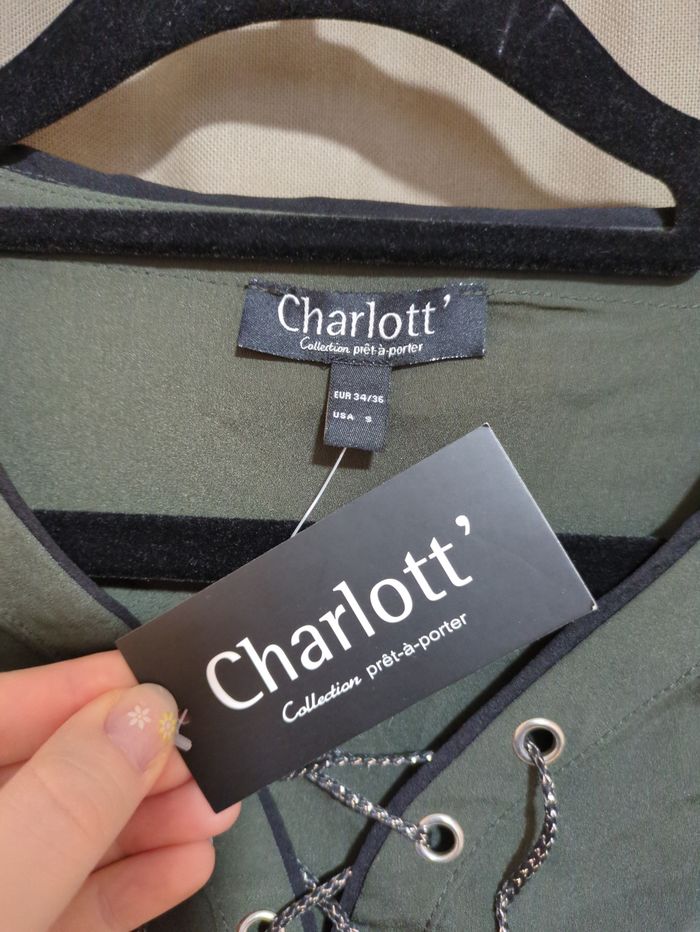 Charlott’
Collection prêt-à-porter
EUR 34/36
USA S
Charlott’
Collection prêt-à-porter